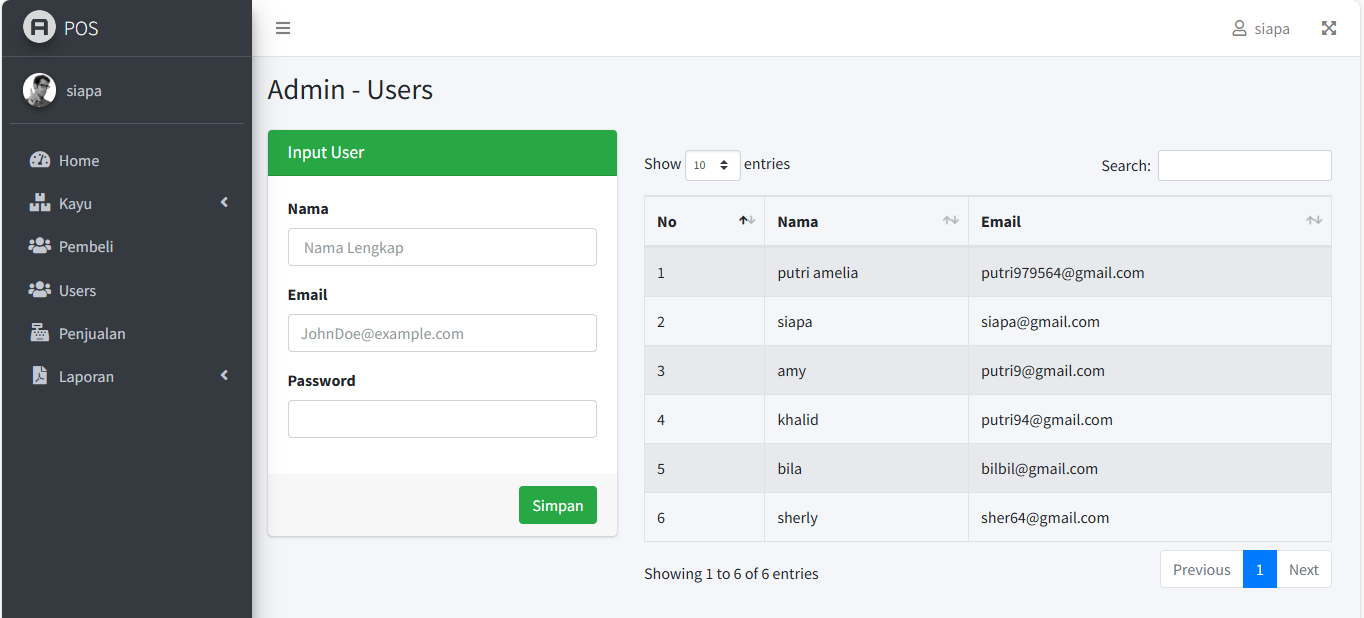 POS
siapa
siapa
Home
Kayu
Pembeli
Users
Penjualan
Laporan
Admin - Users
Input User
Nama
Nama Lengkap
Email
JohnDoe@example.com
Password
Simpan
Show 10 entries
Search:
No Nama Email
1 putri amelia putri979564@gmail.com
2 siapa siapa@gmail.com
3 amy putri9@gmail.com
4 khalid putri94@gmail.com
5 bila bilbil@gmail.com
6 sherly sher64@gmail.com
Showing 1 to 6 of 6 entries
Previous 1 Next